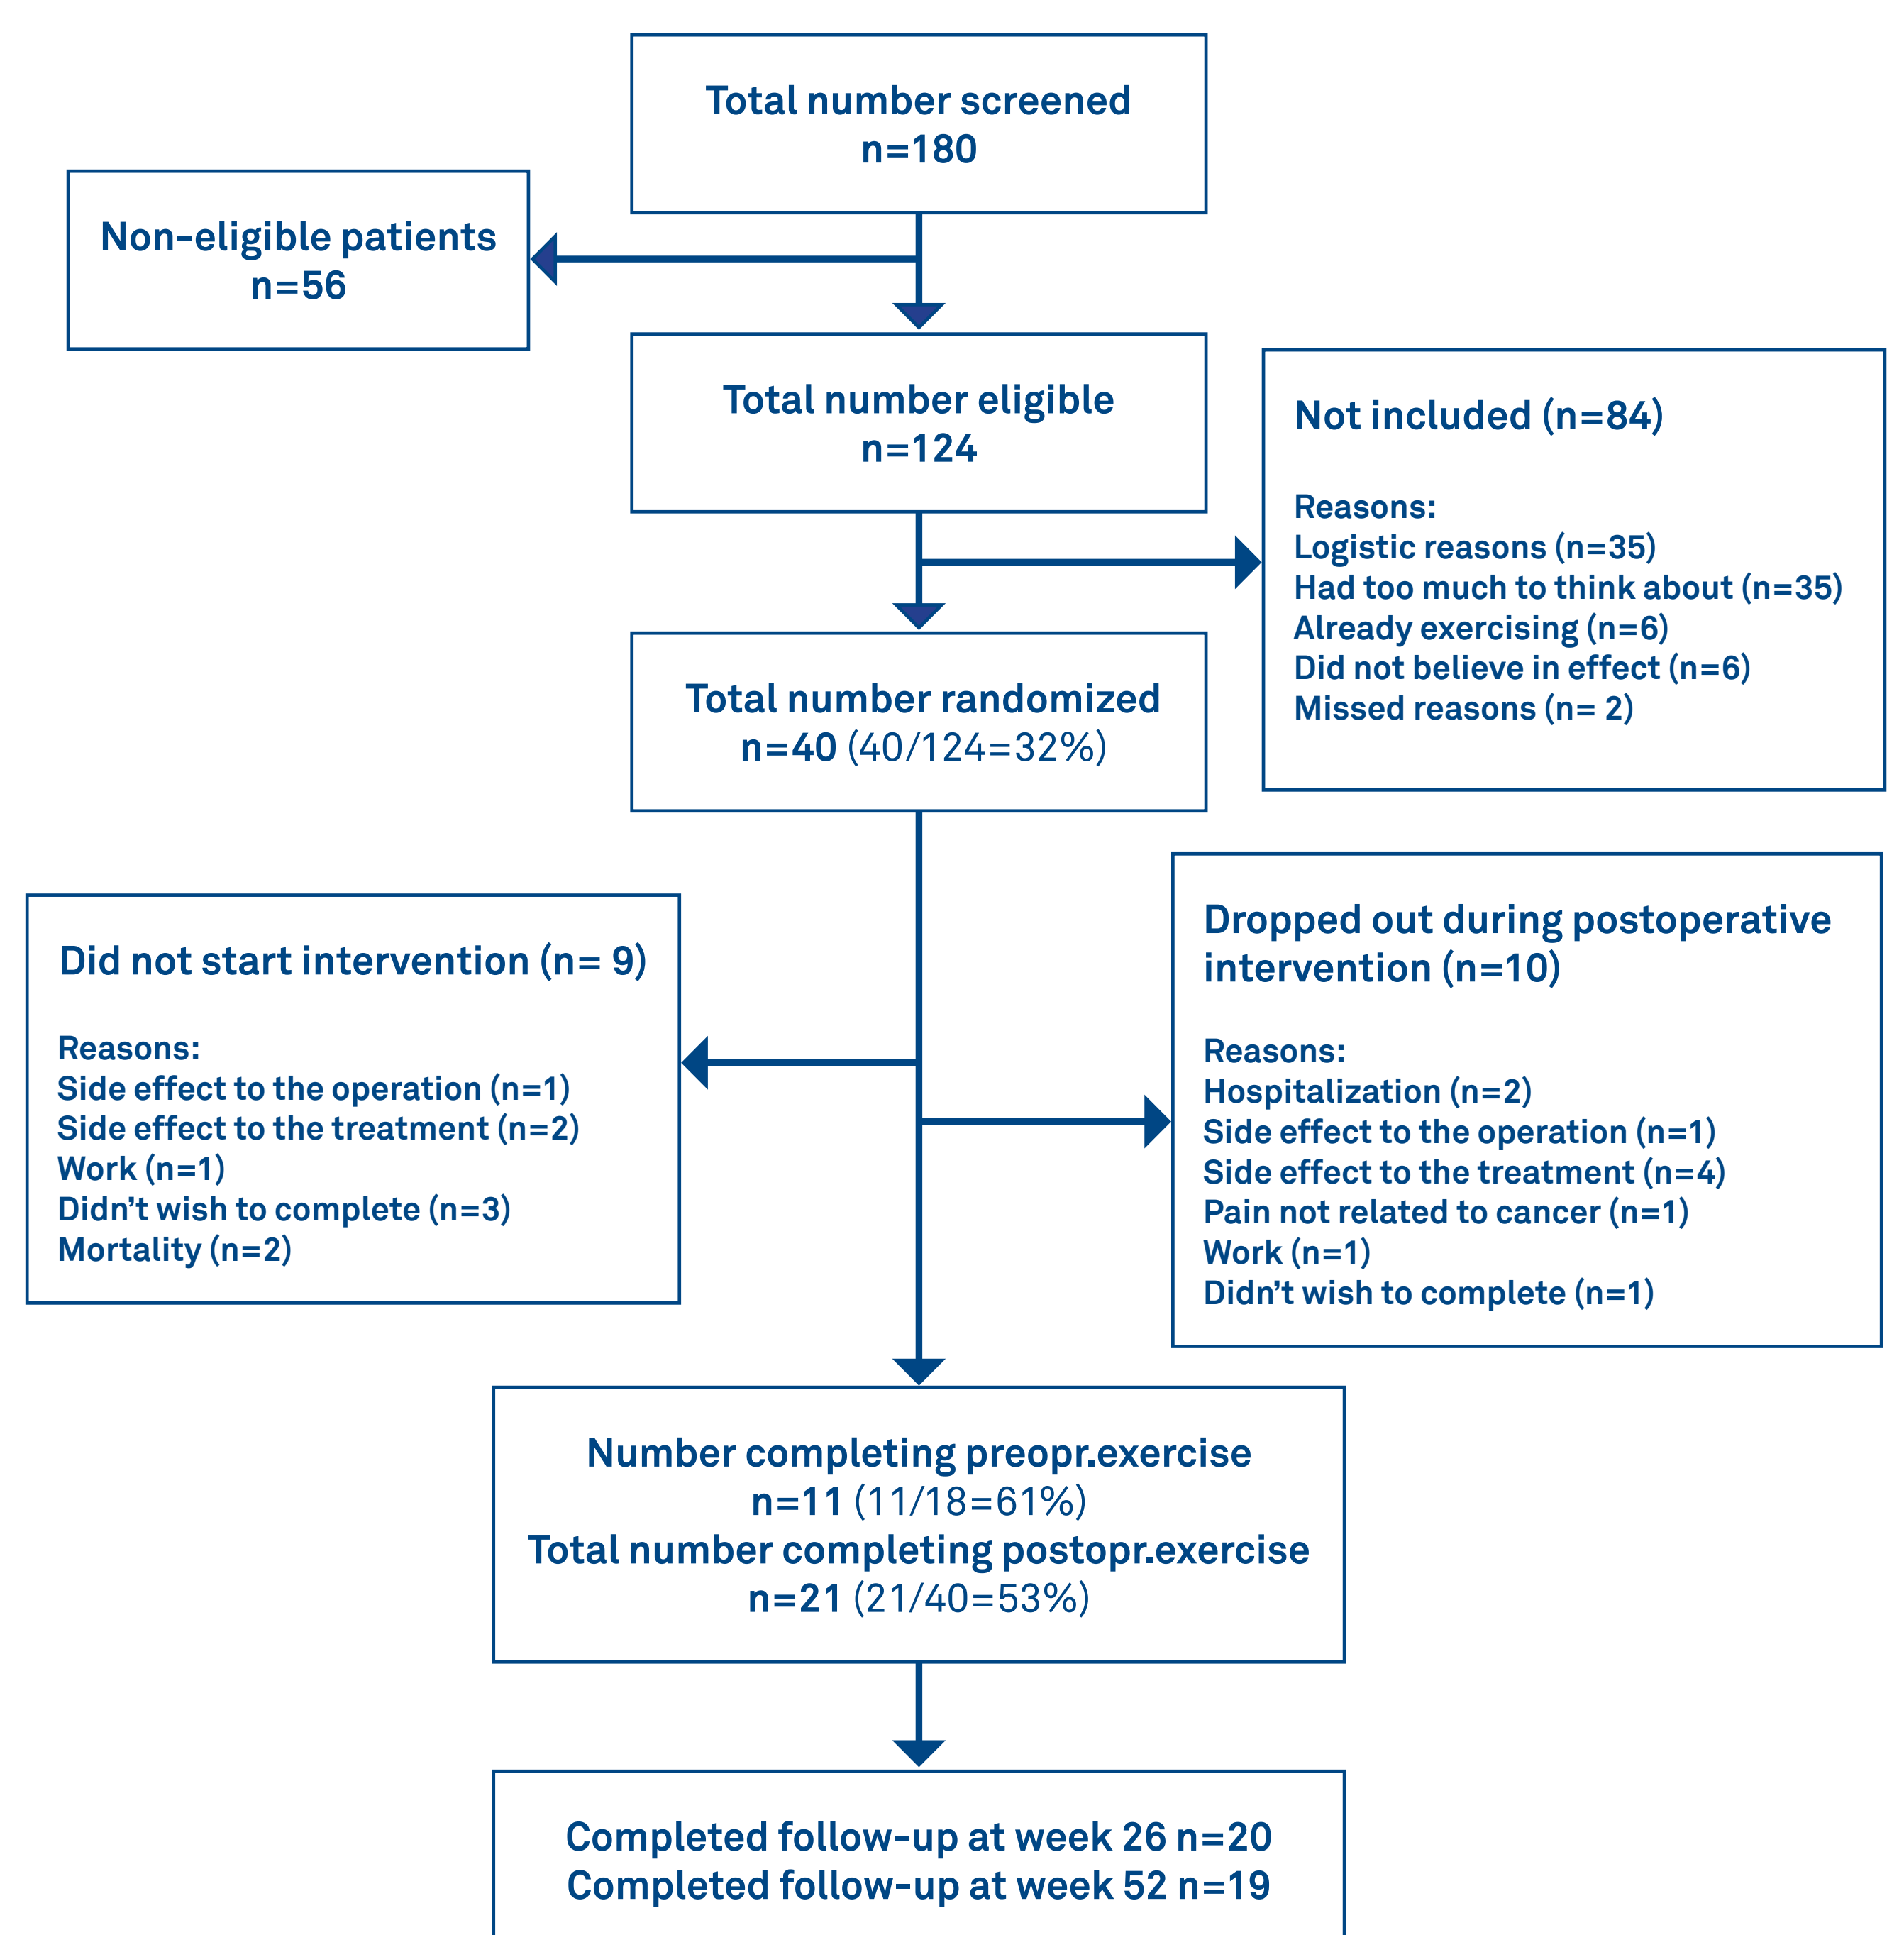 Total number screened
n=180
Non-eligible patients
n=56
Total number eligible
n=124
Not included (n=84)
Reasons:
Logistic reasons (n=35)
Had too much to think about (n=35)
Already exercising (n=6)
Did not believe in effect (n=6)
Missed reasons (n= 2)
Total number randomized
n=40 (40/124=32%)
Did not start intervention (n= 9)
Reasons:
Side effect to the operation (n=1)
Side effect to the treatment (n=2)
Work (n=1)
Didn’t wish to complete (n=3)
Mortality (n=2)
Dropped out during postoperative
intervention (n=10)
Reasons:
Hospitalization (n=2)
Side effect to the operation (n=1)
Side effect to the treatment (n=4)
Pain not related to cancer (n=1)
Work (n=1)
Didn’t wish to complete (n=1)
Number completing preopr.exercise
n=11 (11/18=61%)
Total number completing postopr.exercise
n=21 (21/40=53%)
Completed follow-up at week 26 n=20
Completed follow-up at week 52 n=19